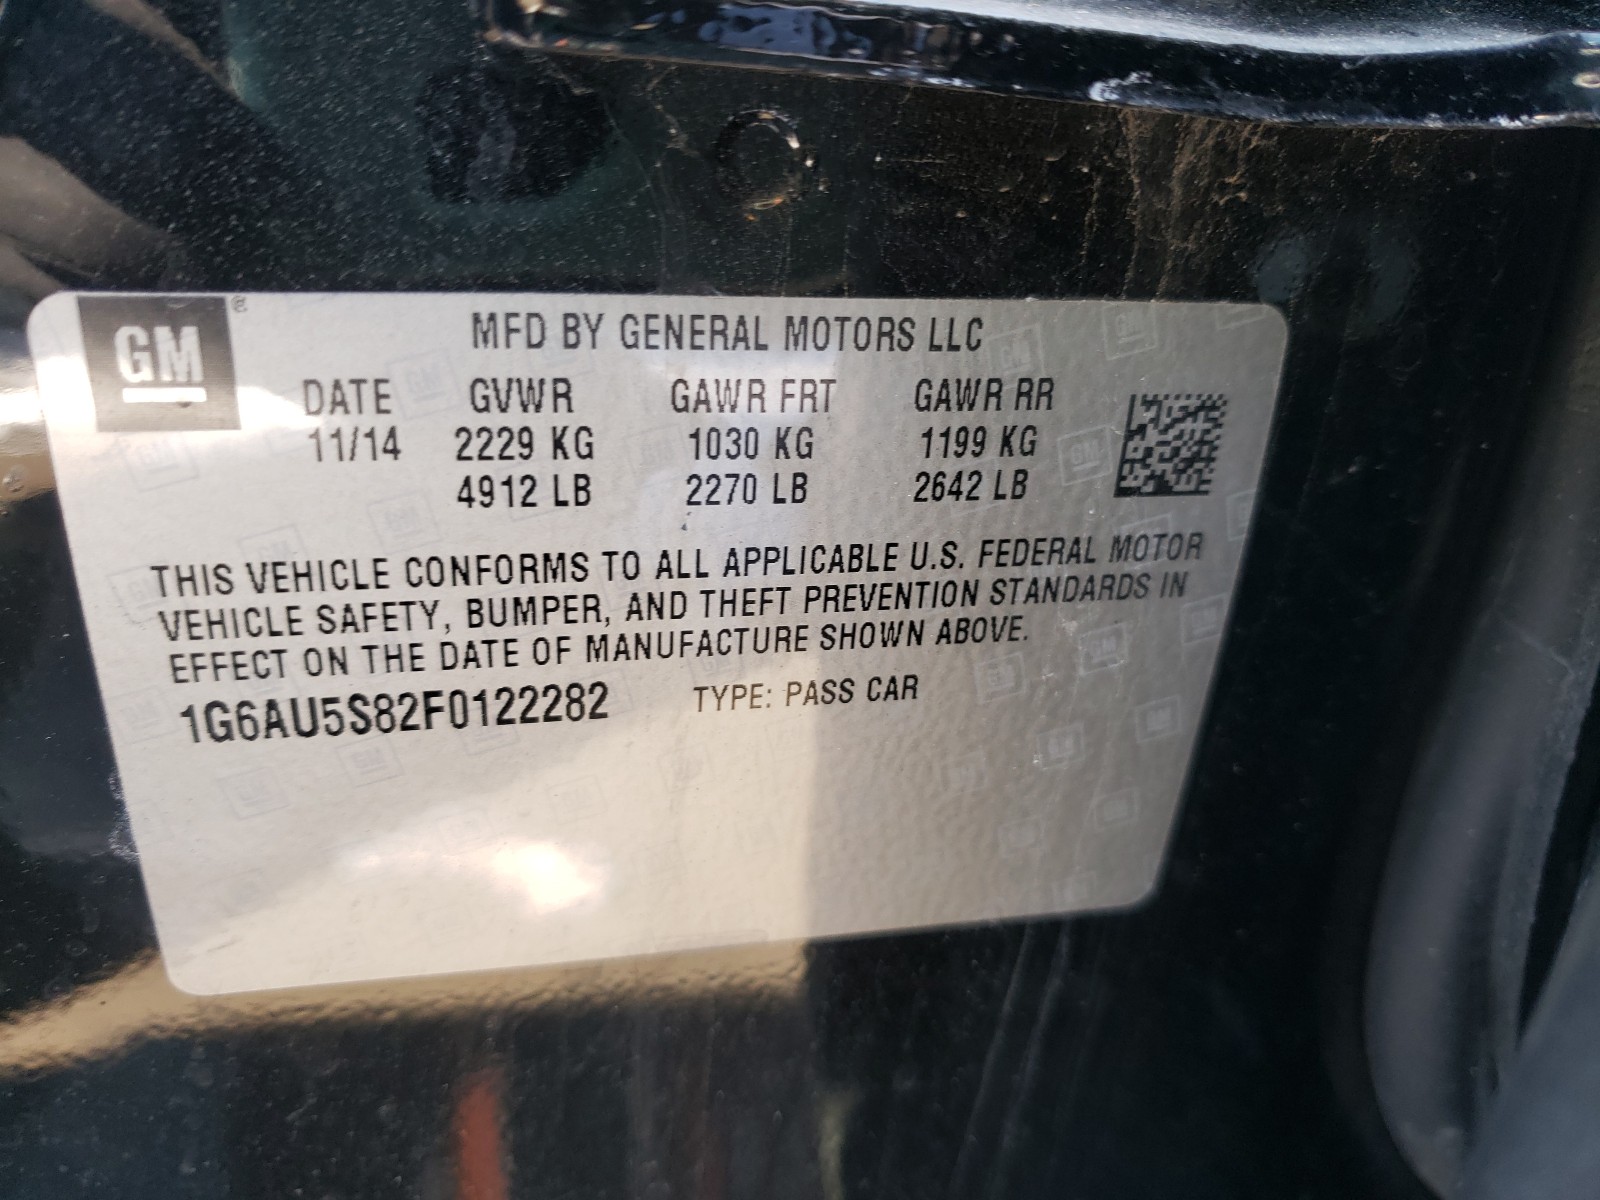 GM ®
MFD BY GENERAL MOTORS LLC
DATE GVWR GAWR FRT GAWR RR
11/14 2229 KG 1030 KG 1199 KG
4912 LB 2270 LB 2642 LB
THIS VEHICLE CONFORMS TO ALL APPLICABLE U.S. FEDERAL MOTOR
VEHICLE SAFETY, BUMPER, AND THEFT PREVENTION STANDARDS IN
EFFECT ON THE DATE OF MANUFACTURE SHOWN ABOVE.
1G6AU5S82F0122282 TYPE: PASS CAR